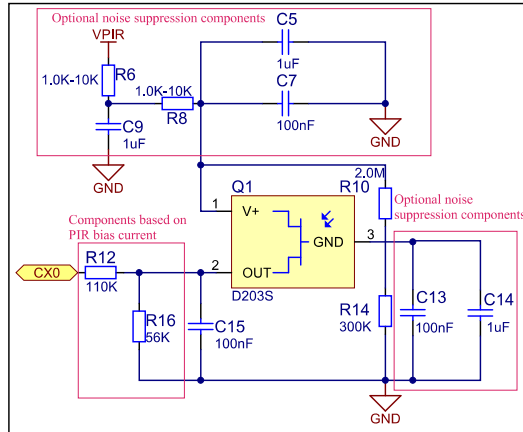 Optional noise suppression components
VPIR
R6
1.0K-10K
1.0K-10K
R8
C9
1uF
GND
C5
1uF
C7
100nF
GND
2.0M
R10
Q1
1
V+
GND
3
2
OUT
D203S
Optional noise
suppression components
Components based on
PIR bias current
CX0
R12
110K
R16
56K
C15
100nF
R14
300K
C13
100nF
C14
1uF
GND